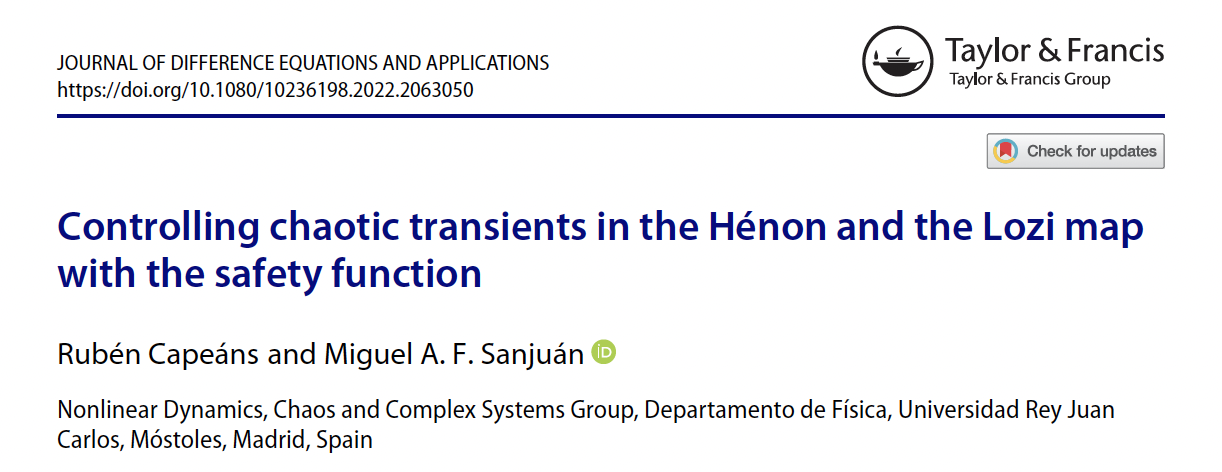 JOURNAL OF DIFFERENCE EQUATIONS AND APPLICATIONS
https://doi.org/10.1080/10236198.2022.2063050
Taylor & Francis
Taylor & Francis Group
Check for updates
Controlling chaotic transients in the Hénon and the Lozi map
with the safety function
Rubén Capeáns and Miguel A. F. Sanjuán iD
Nonlinear Dynamics, Chaos and Complex Systems Group, Departamento de Física, Universidad Rey Juan
Carlos, Móstoles, Madrid, Spain